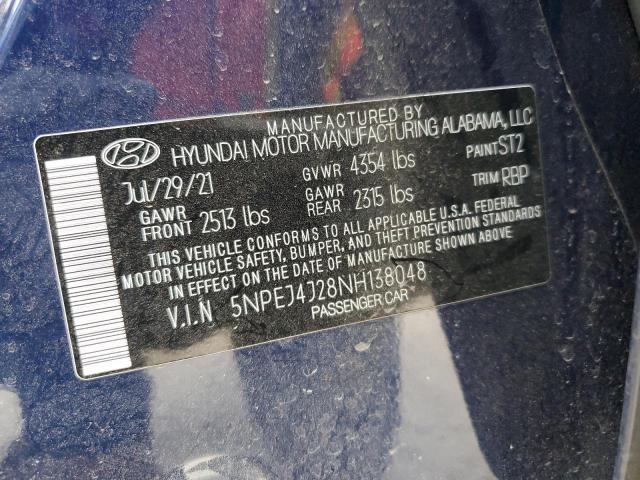 MANUFACTURED BY
HYUNDAI MOTOR MANUFACTURING ALABAMA, LLC
Jul/29/21 GVWR 4354 lbs PAINT ST2
GAWR FRONT 2513 lbs GAWR REAR 2315 lbs TRIM RBP
THIS VEHICLE CONFORMS TO ALL APPLICABLE U.S.A. FEDERAL
MOTOR VEHICLE SAFETY, BUMPER, AND THEFT PREVENTION STANDARDS
IN EFFECT ON THE DATE OF MANUFACTURE SHOWN ABOVE
V.I.N 5NPEJ4J28NH138048
PASSENGER CAR